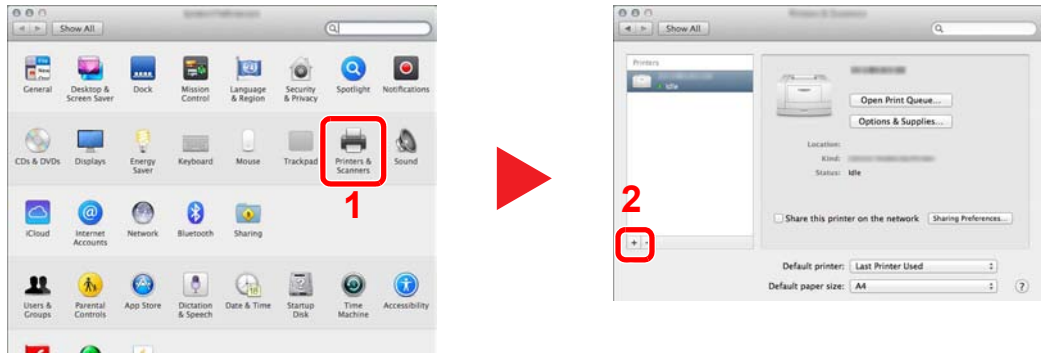 Show All
General
Desktop &
Screen Saver
Dock
Mission
Control
Language
& Region
Security
& Privacy
Spotlight
Notifications
CDs & DVDs
Displays
Energy
Saver
Keyboard
Mouse
Trackpad
Printers &
Scanners
Sound
1
iCloud
Internet
Accounts
Network
Bluetooth
Sharing
Users &
Groups
Parental
Controls
App Store
Dictation
& Speech
Date & Time
Startup
Disk
Time
Machine
Accessibility
Show All
Printers
Idle
Open Print Queue...
Options & Supplies...
Location:
Kind:
Status: Idle
2
Share this printer on the network Sharing Preferences...
+ -
Default printer: Last Printer Used
Default paper size: A4
?